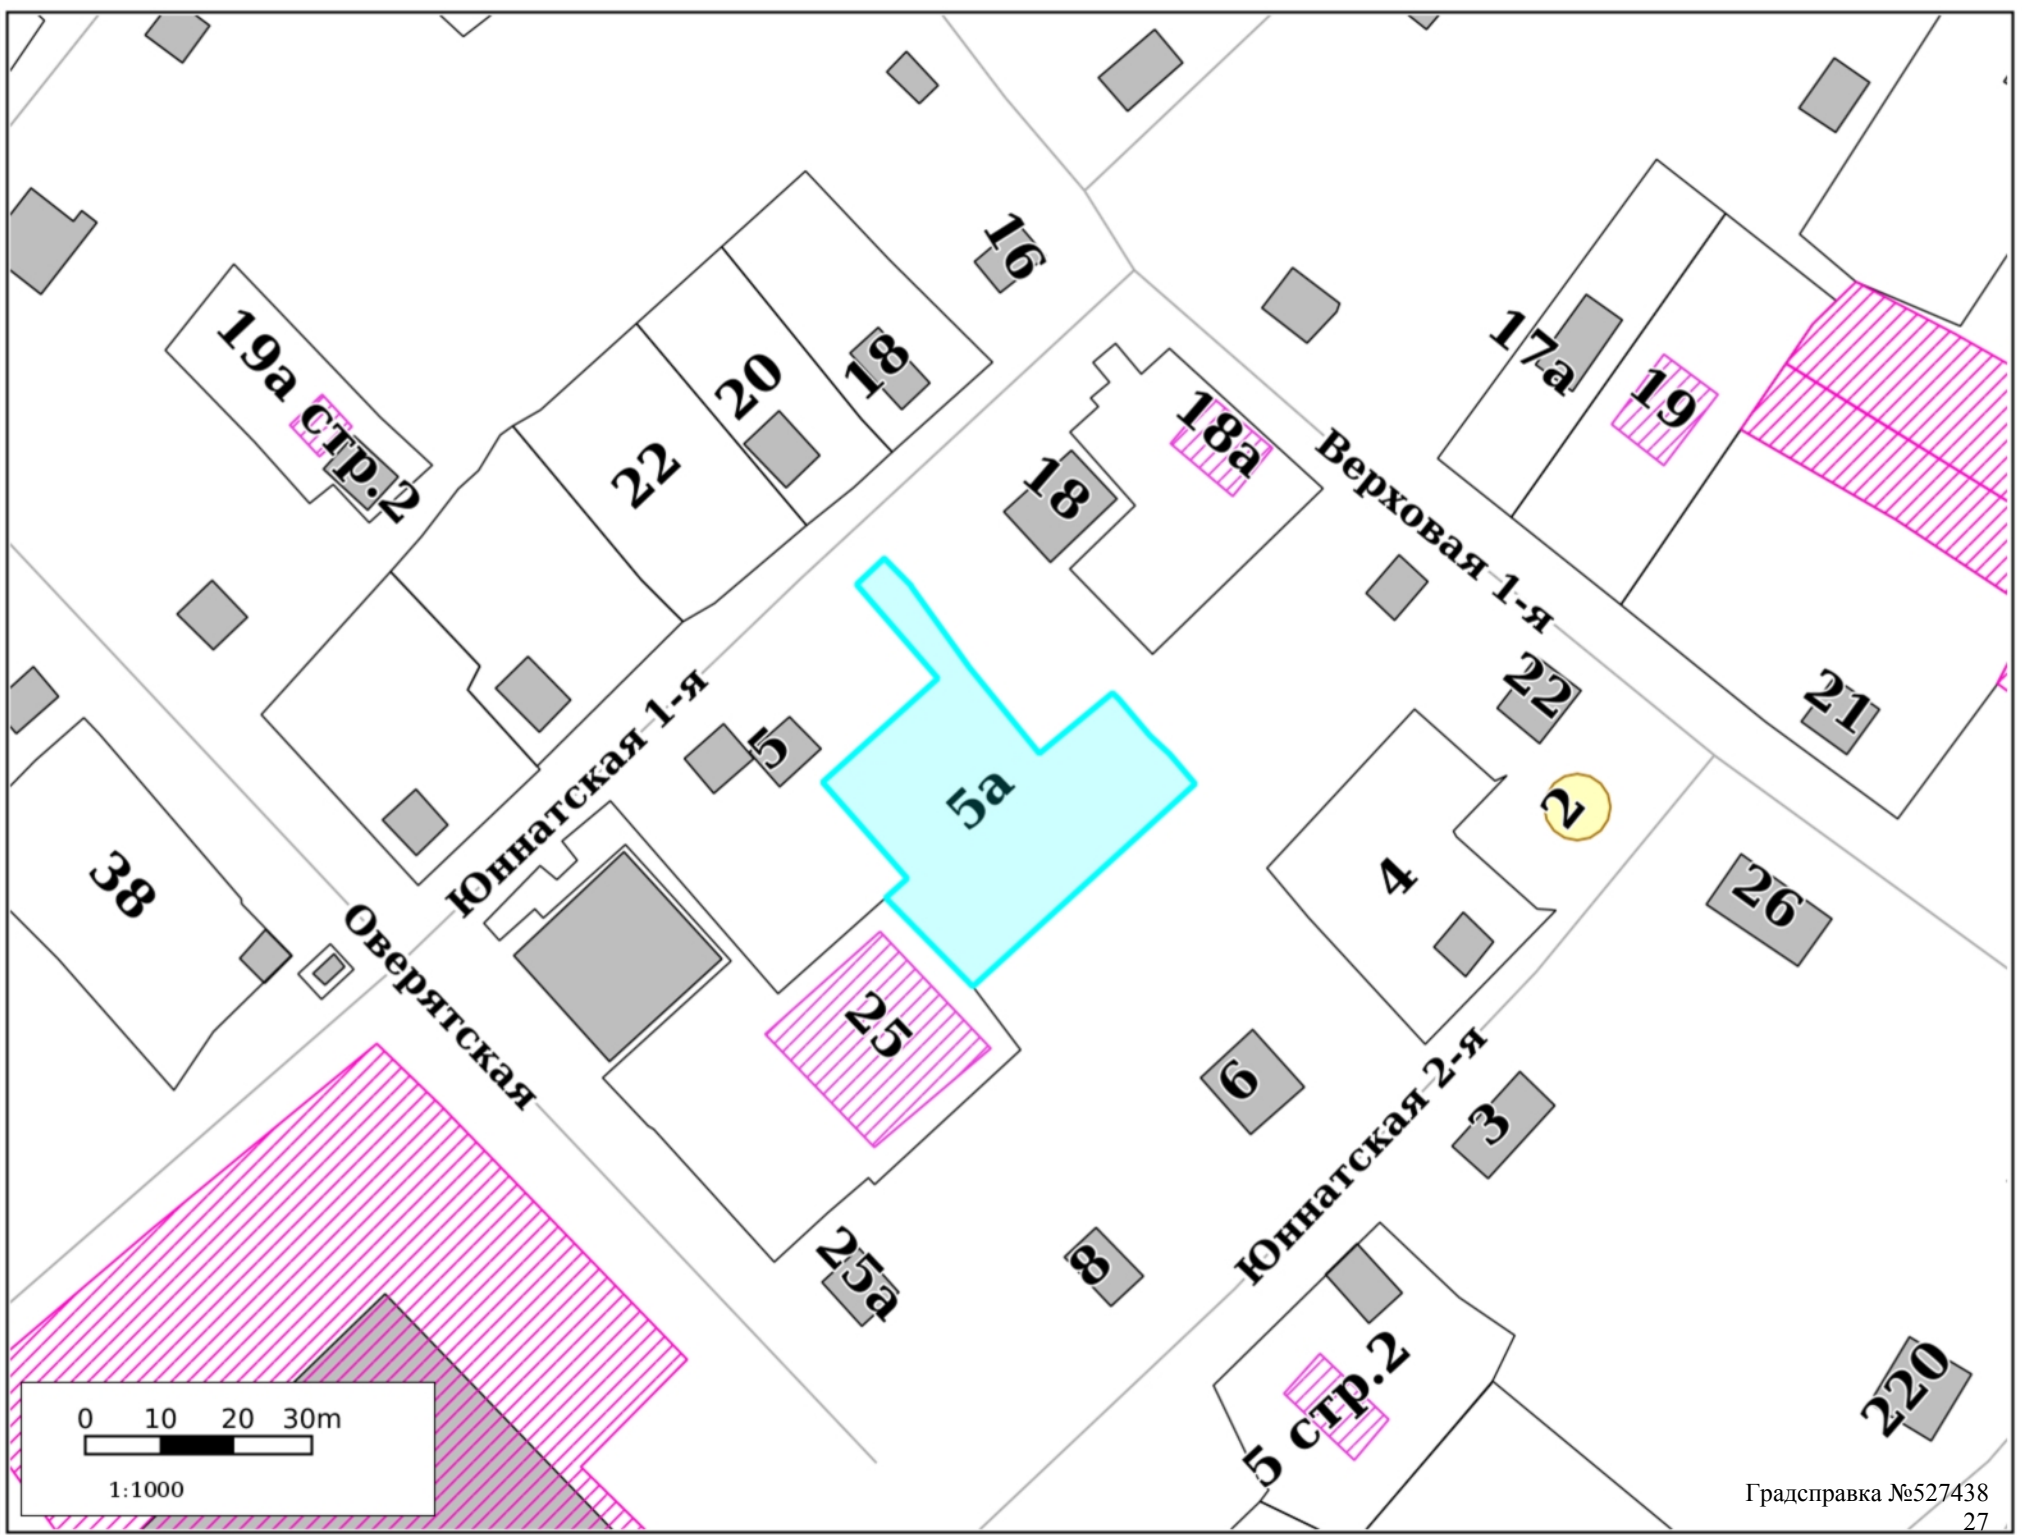 16
19а стр.2
20
18
22
17а
19
18а
18
Верховая 1-я
22
21
5
5а
2
Юннатская 1-я
38
4
26
Оверятская
25
6
3
Юннатская 2-я
25а
8
5 стр.2
220
0 10 20 30m
1:1000
Градсправка №527438
27